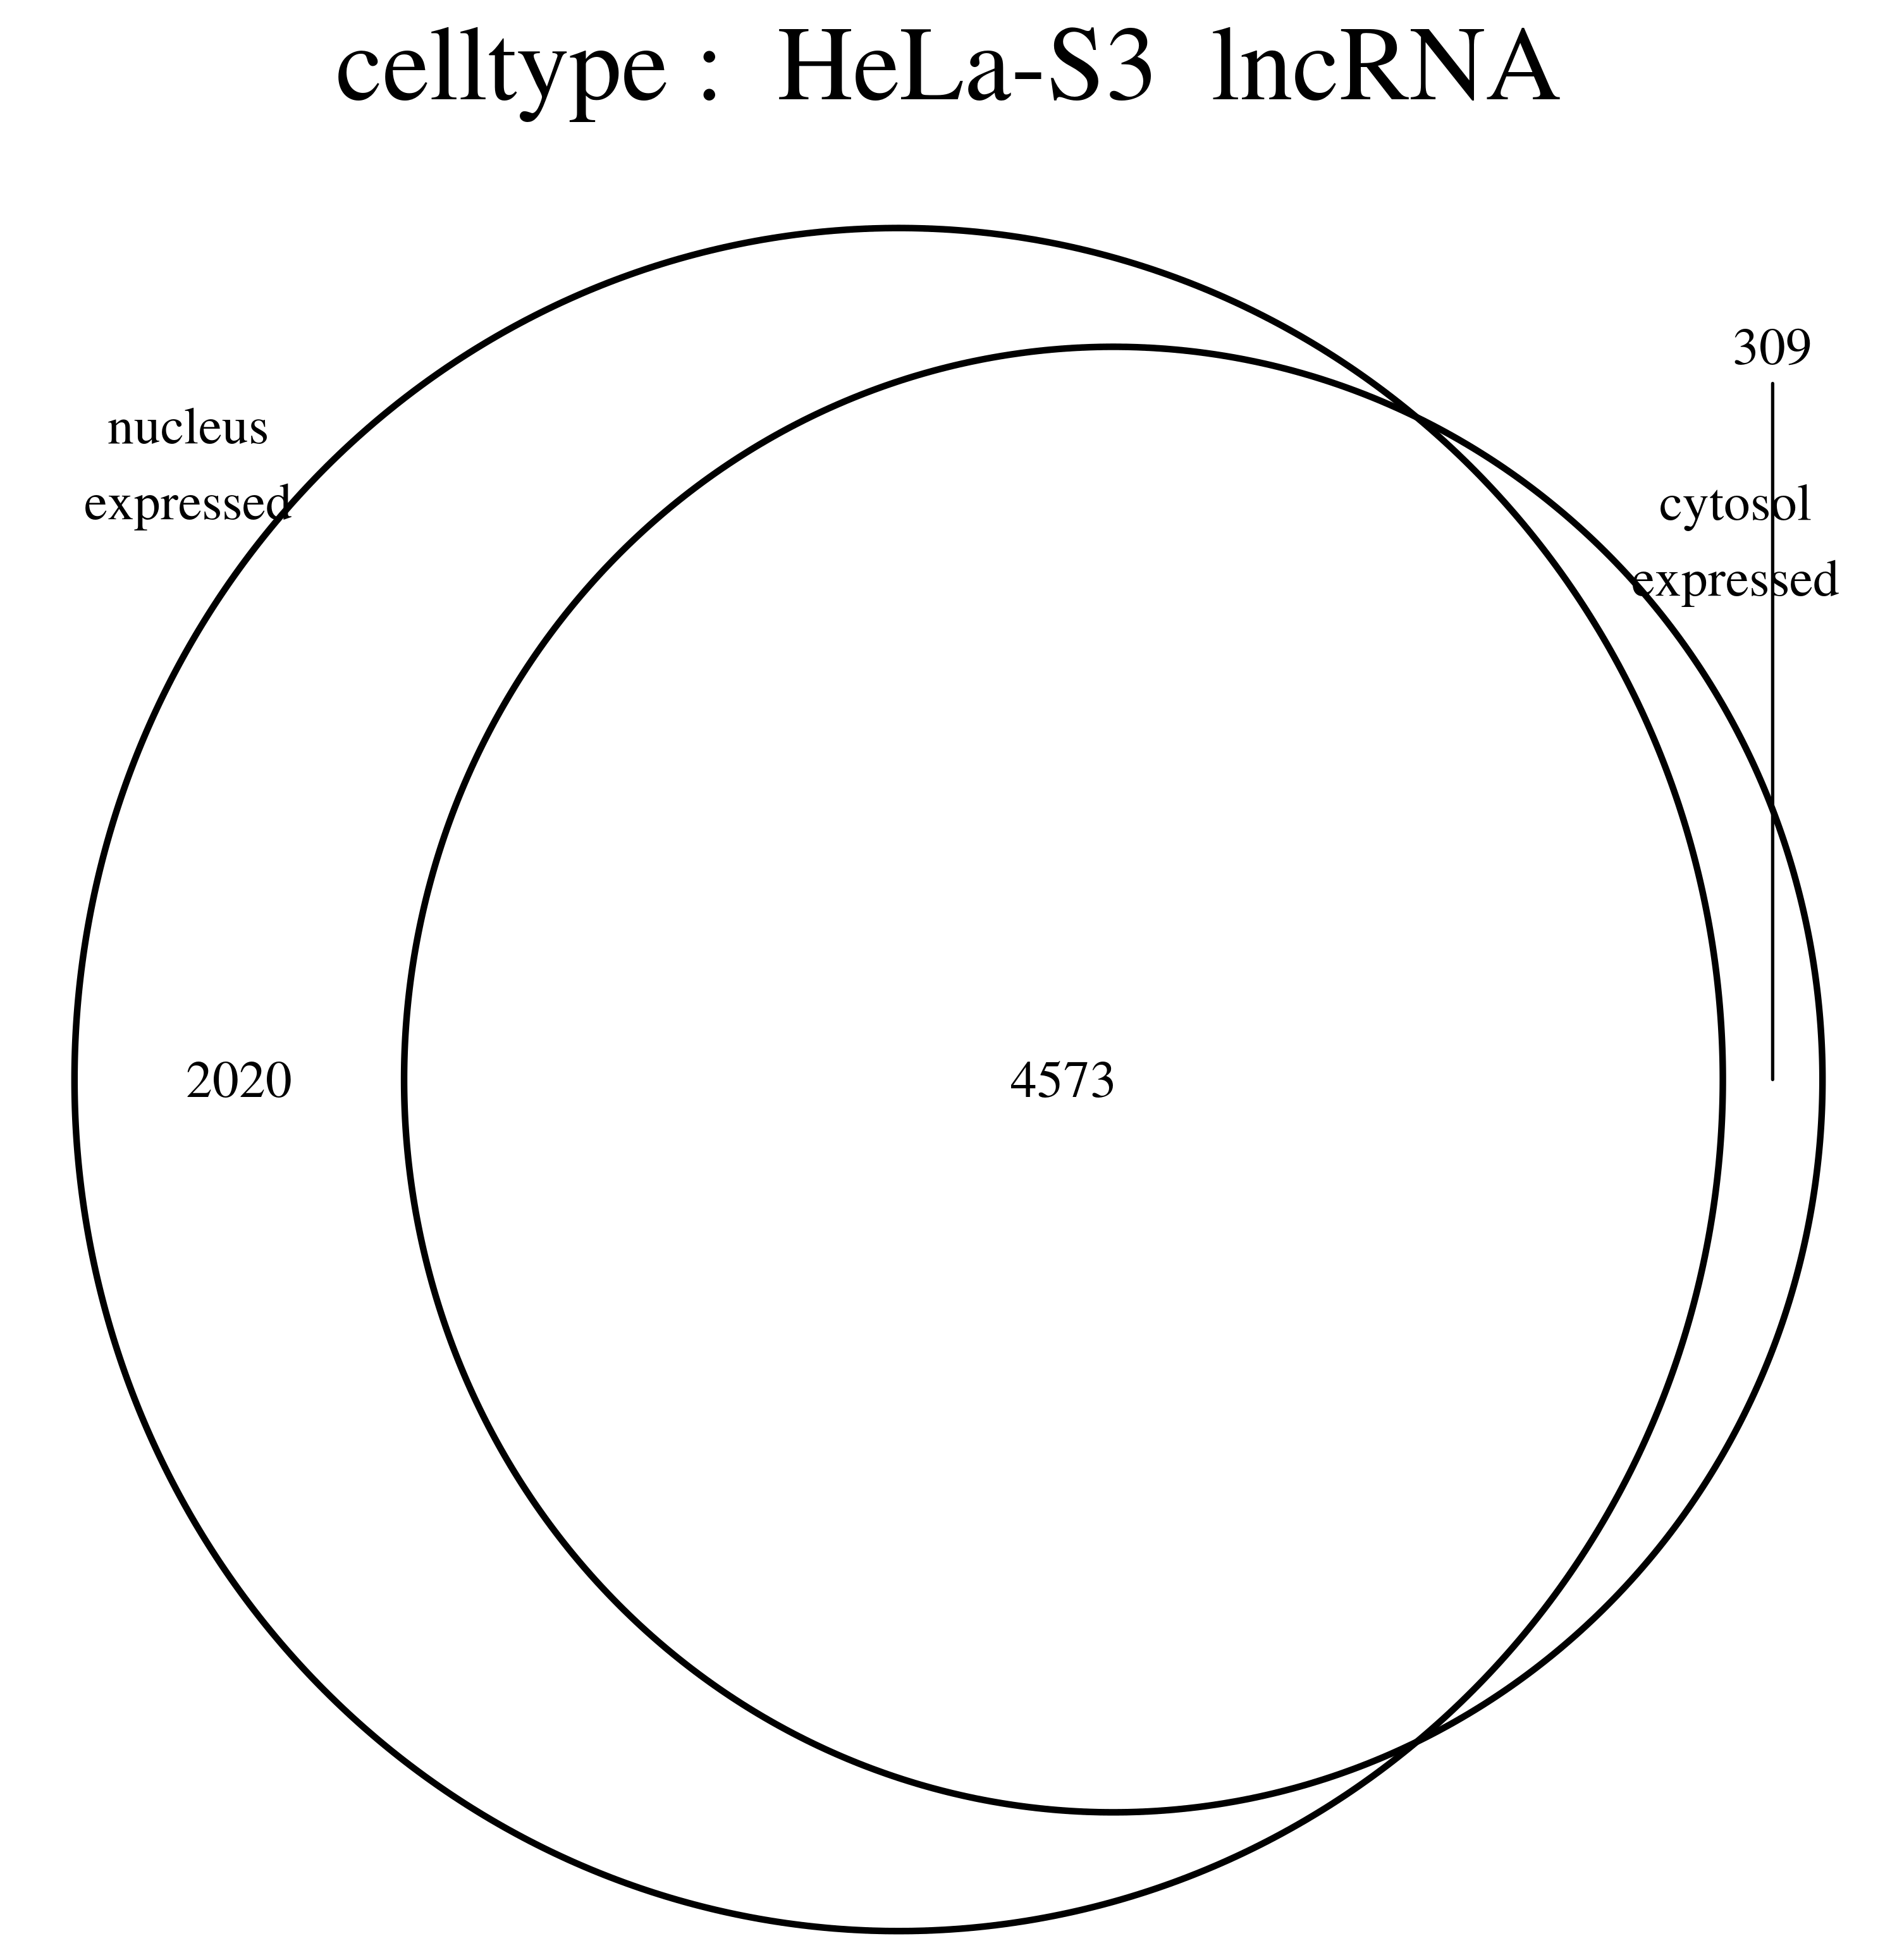 celltype : HeLa-S3 lncRNA
309
nucleus
expressed
cytosol
expressed
2020
4573